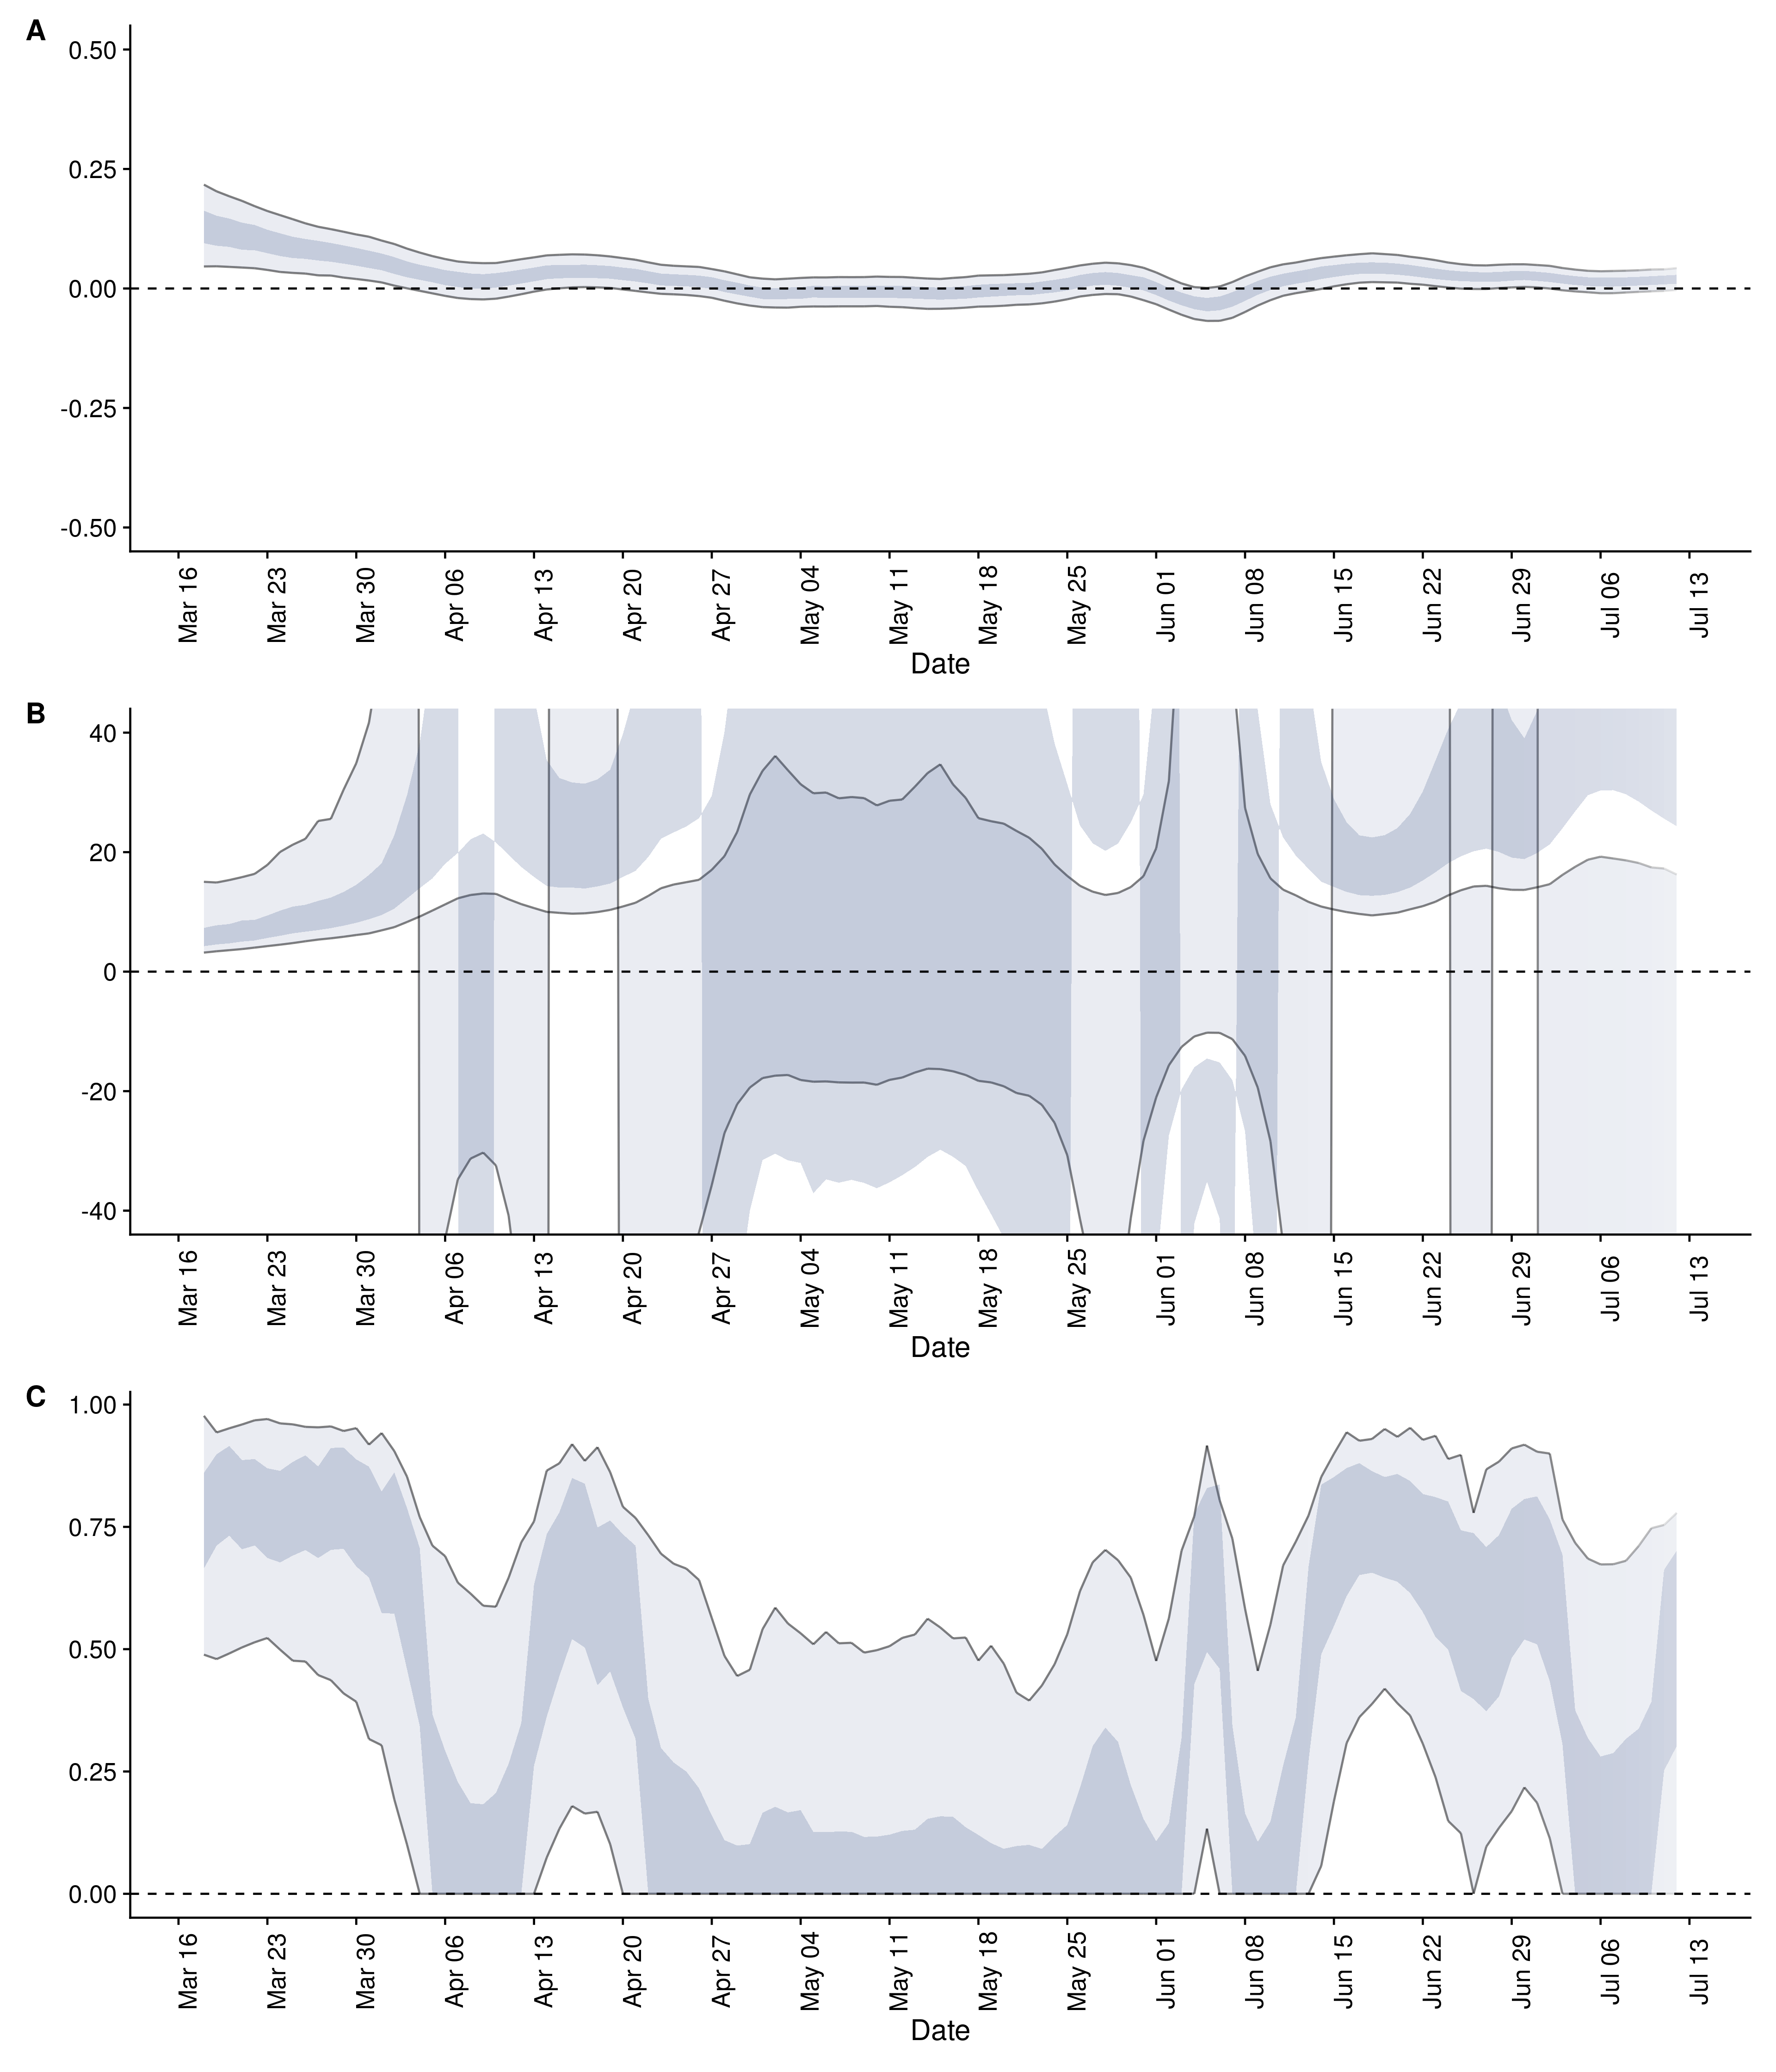 A
0.50
0.25
0.00
-0.25
-0.50
Mar 16
Mar 23
Mar 30
Apr 06
Apr 13
Apr 20
Apr 27
May 04
May 11
May 18
May 25
Jun 01
Jun 08
Jun 15
Jun 22
Jun 29
Jul 06
Jul 13
Date
B
40
20
0
-20
-40
Mar 16
Mar 23
Mar 30
Apr 06
Apr 13
Apr 20
Apr 27
May 04
May 11
May 18
May 25
Jun 01
Jun 08
Jun 15
Jun 22
Jun 29
Jul 06
Jul 13
Date
C
1.00
0.75
0.50
0.25
0.00
Mar 16
Mar 23
Mar 30
Apr 06
Apr 13
Apr 20
Apr 27
May 04
May 11
May 18
May 25
Jun 01
Jun 08
Jun 15
Jun 22
Jun 29
Jul 06
Jul 13
Date